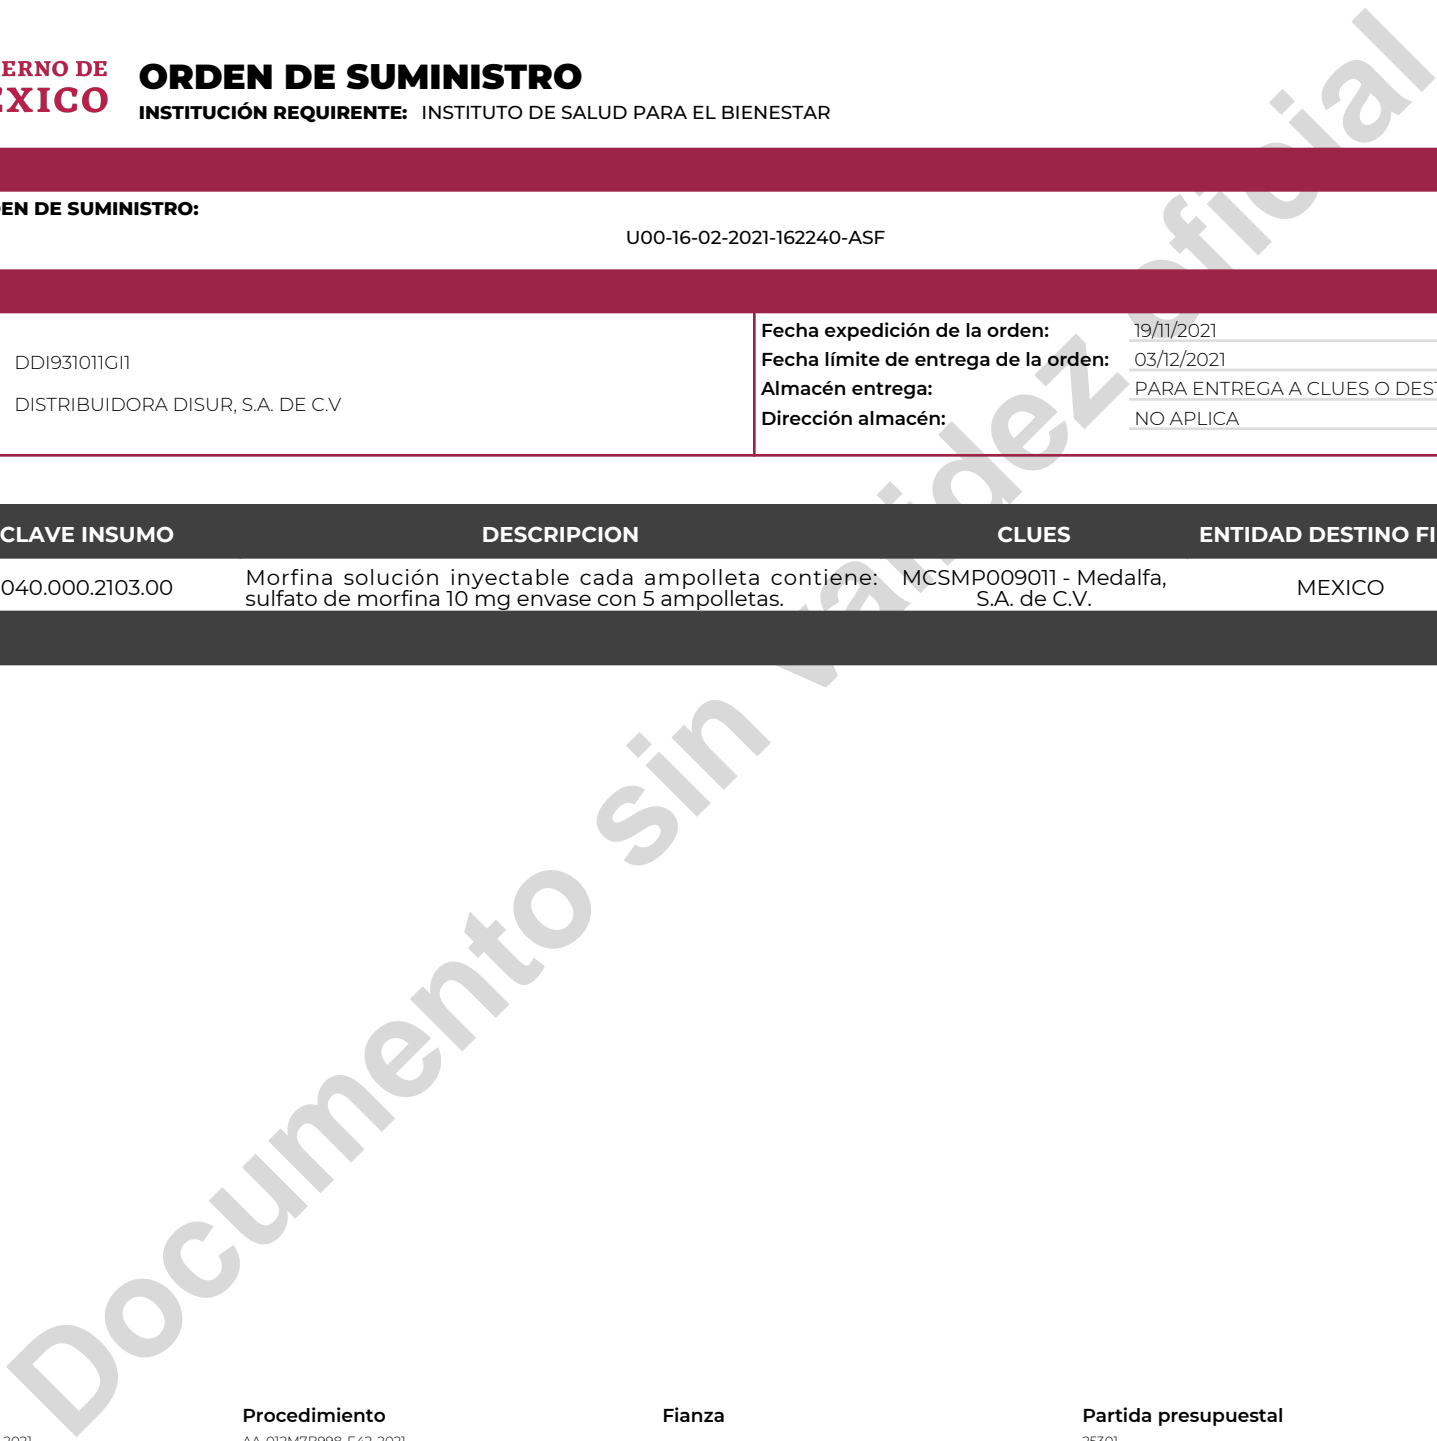 ERNO DE
EXICO
ORDEN DE SUMINISTRO
INSTITUCIÓN REQUIRENTE: INSTITUTO DE SALUD PARA EL BIENESTAR
EN DE SUMINISTRO:
U00-16-02-2021-162240-ASF
DDI931011GI1
DISTRIBUIDORA DISUR, S.A. DE C.V
Fecha expedición de la orden: 19/11/2021
Fecha límite de entrega de la orden: 03/12/2021
Almacén entrega: PARA ENTREGA A CLUES O DEST
Dirección almacén: NO APLICA
CLAVE INSUMO DESCRIPCION CLUES ENTIDAD DESTINO FI
040.000.2103.00
Morfina solución inyectable cada ampolleta contiene:
sulfato de morfina 10 mg envase con 5 ampolletas.
MCSMP009011 - Medalfa,
S.A. de C.V.
MEXICO
Documento sin validez oficial
Procedimiento Fianza Partida presupuestal